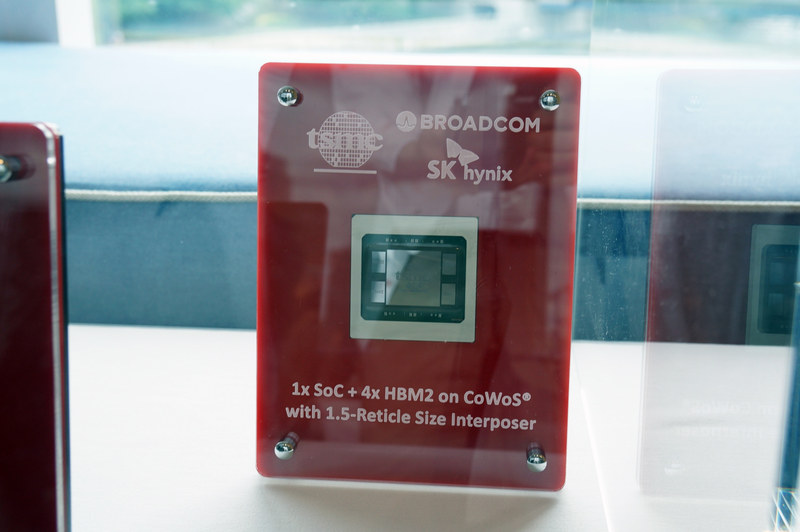 tsmc
BROADCOM
SK hynix
1x SoC + 4x HBM2 on CoWoS®
with 1.5-Reticle Size Interposer